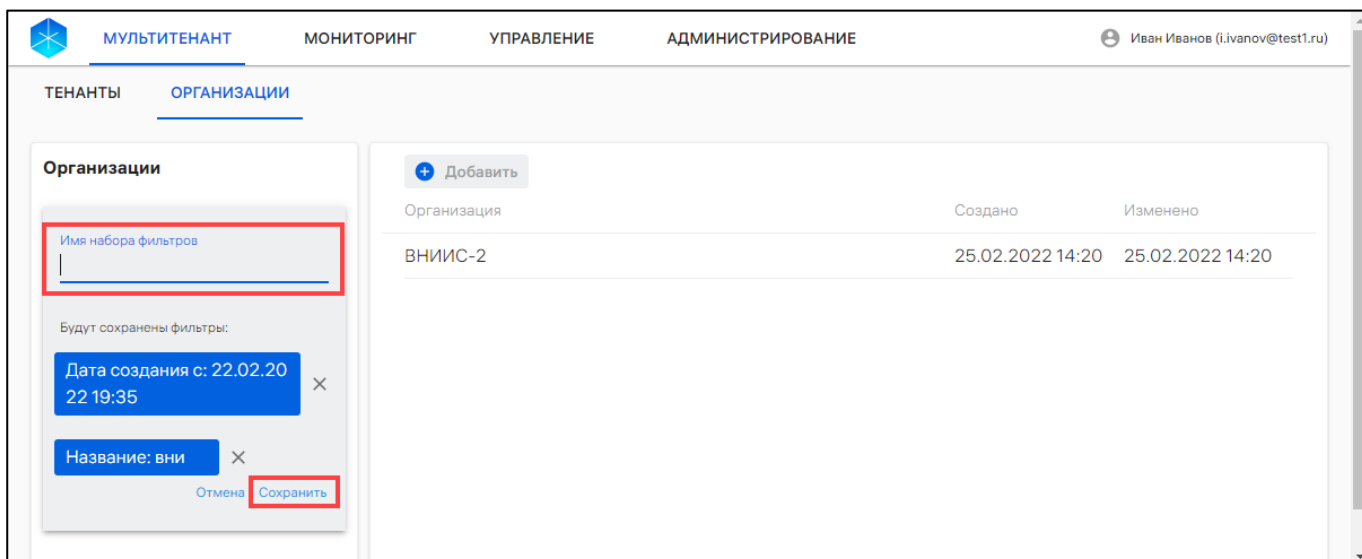 МУЛЬТИТЕНАНТ МОНИТОРИНГ УПРАВЛЕНИЕ АДМИНИСТРИРОВАНИЕ Иван Иванов (i.ivanov@test1.ru)
ТЕНАНТЫ ОРГАНИЗАЦИИ
Организации
Имя набора фильтров
Будут сохранены фильтры:
Дата создания с: 22.02.20
22 19:35
Название: вни
Отмена Сохранить
Добавить
Организация Создано Изменено
ВНИИС-2 25.02.2022 14:20 25.02.2022 14:20